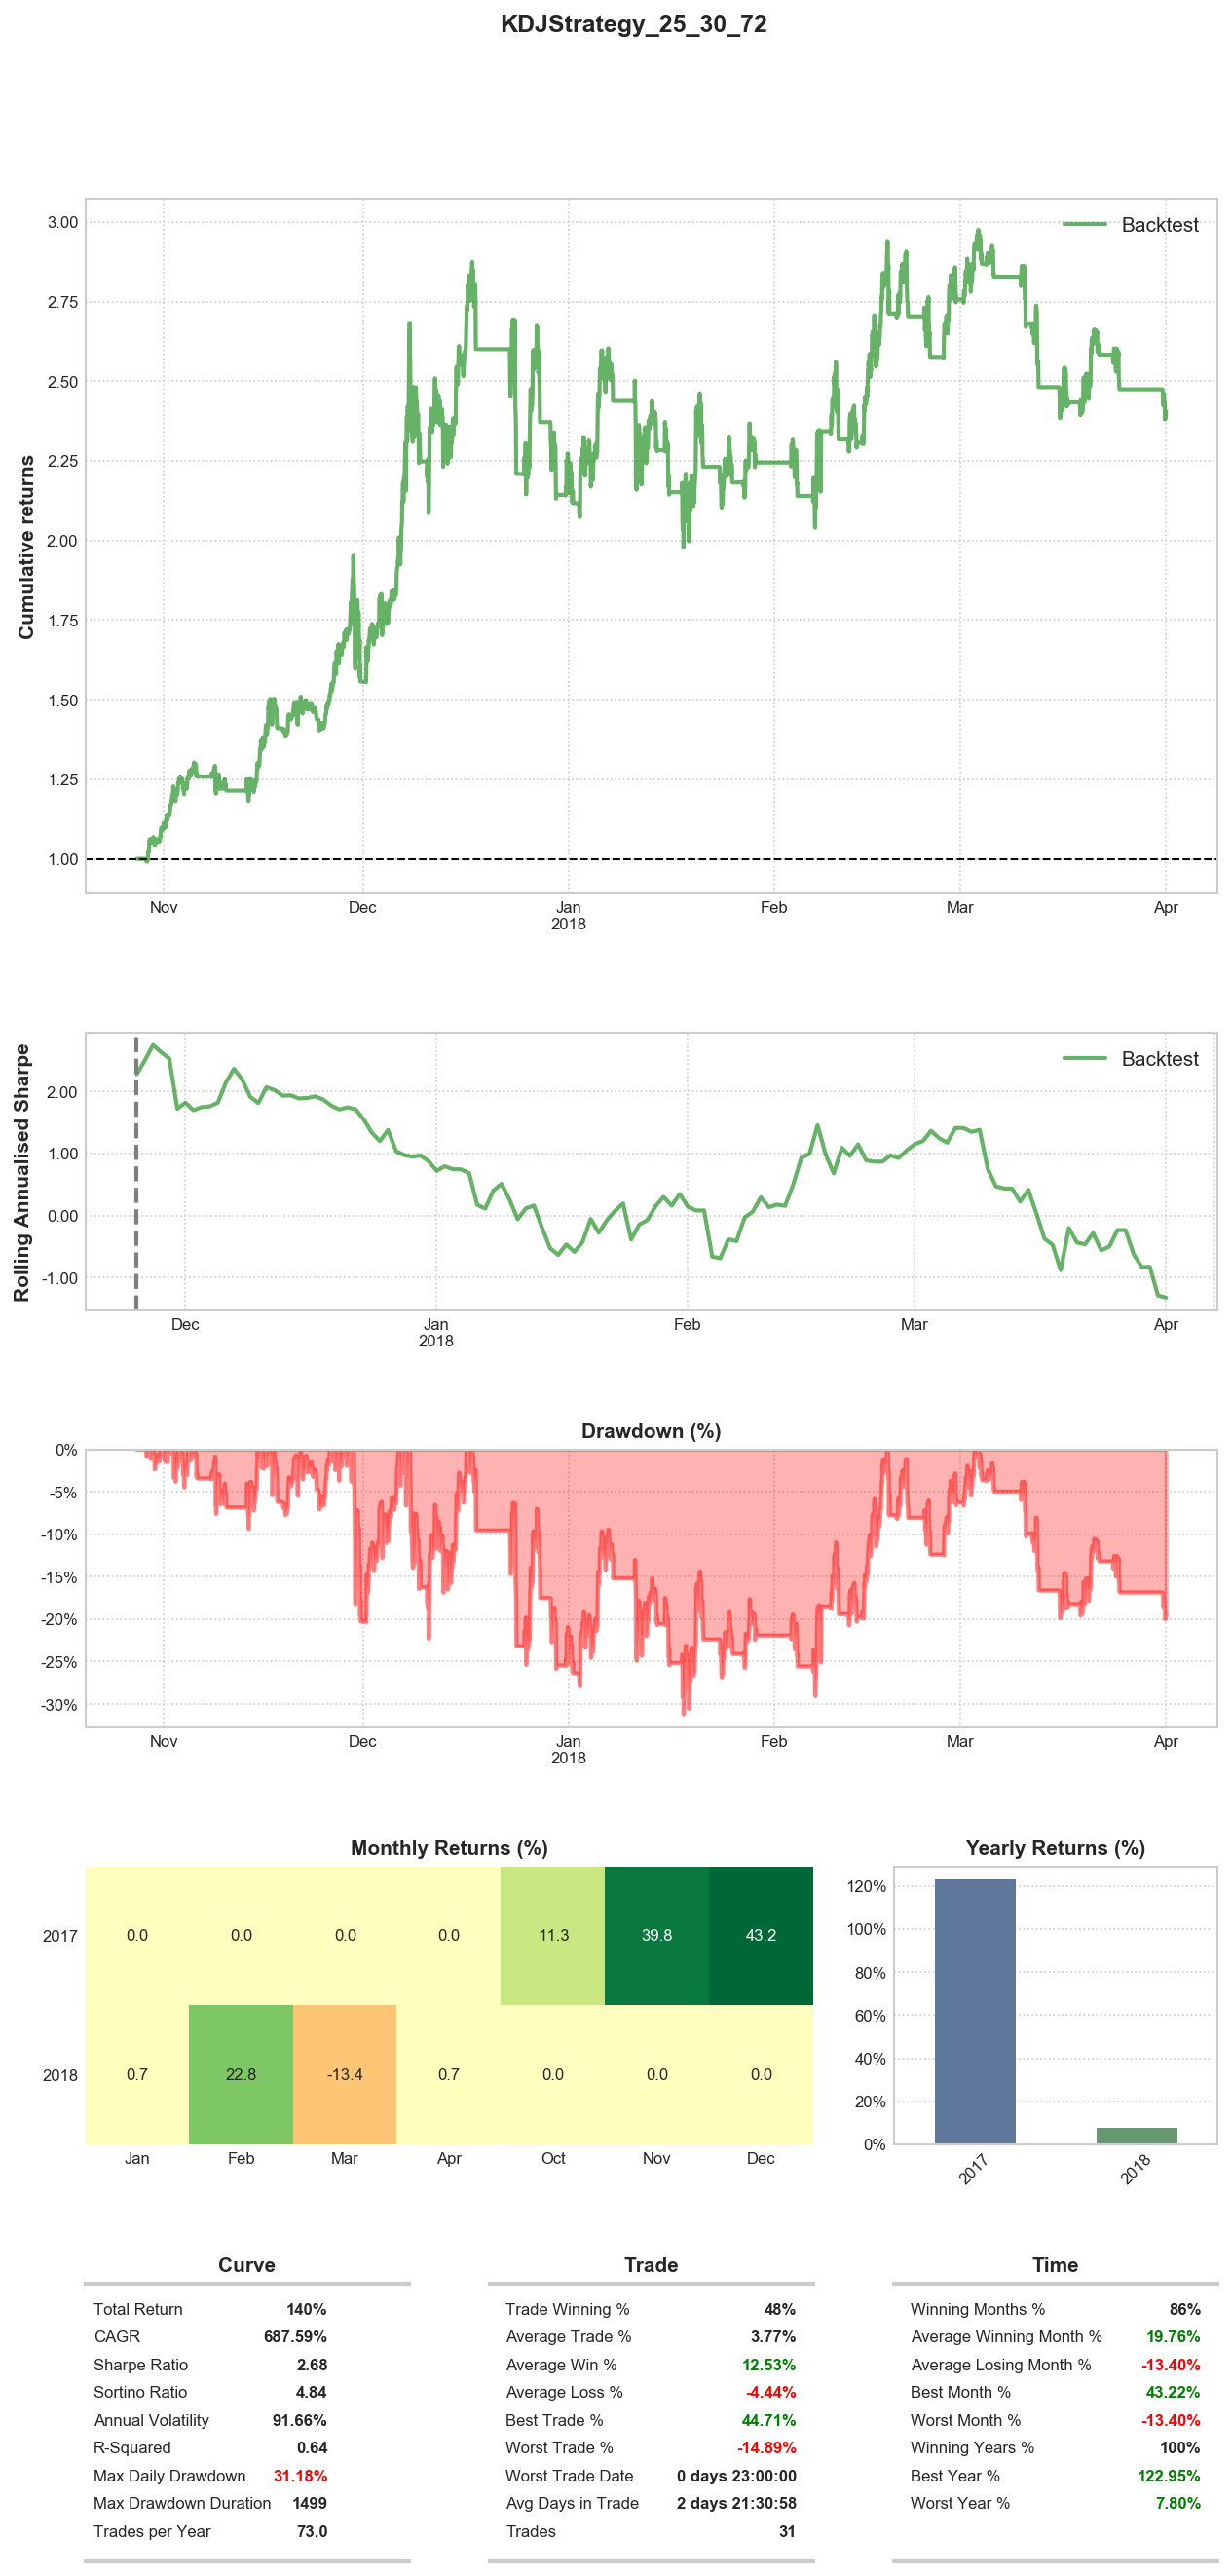 KDJStrategy_25_30_72
Cumulative returns
3.00
2.75
2.50
2.25
2.00
1.75
1.50
1.25
1.00
Backtest
Nov Dec Jan Feb Mar Apr
2018
Rolling Annualised Sharpe
2.00
1.00
0.00
-1.00
Backtest
Dec Jan Feb Mar Apr
2018
Drawdown (%)
0%
-5%
-10%
-15%
-20%
-25%
-30%
Nov Dec Jan Feb Mar Apr
2018
Monthly Returns (%)
2017 0.0 0.0 0.0 0.0 11.3 39.8 43.2
2018 0.7 22.8 -13.4 0.7 0.0 0.0 0.0
Jan Feb Mar Apr Oct Nov Dec
Yearly Returns (%)
120%
100%
80%
60%
40%
20%
0%
2017 2018
Curve
Total Return 140%
CAGR 687.59%
Sharpe Ratio 2.68
Sortino Ratio 4.84
Annual Volatility 91.66%
R-Squared 0.64
Max Daily Drawdown 31.18%
Max Drawdown Duration 1499
Trades per Year 73.0
Trade
Trade Winning % 48%
Average Trade % 3.77%
Average Win % 12.53%
Average Loss % -4.44%
Best Trade % 44.71%
Worst Trade % -14.89%
Worst Trade Date 0 days 23:00:00
Avg Days in Trade 2 days 21:30:58
Trades 31
Time
Winning Months % 86%
Average Winning Month % 19.76%
Average Losing Month % -13.40%
Best Month % 43.22%
Worst Month % -13.40%
Winning Years % 100%
Best Year % 122.95%
Worst Year % 7.80%